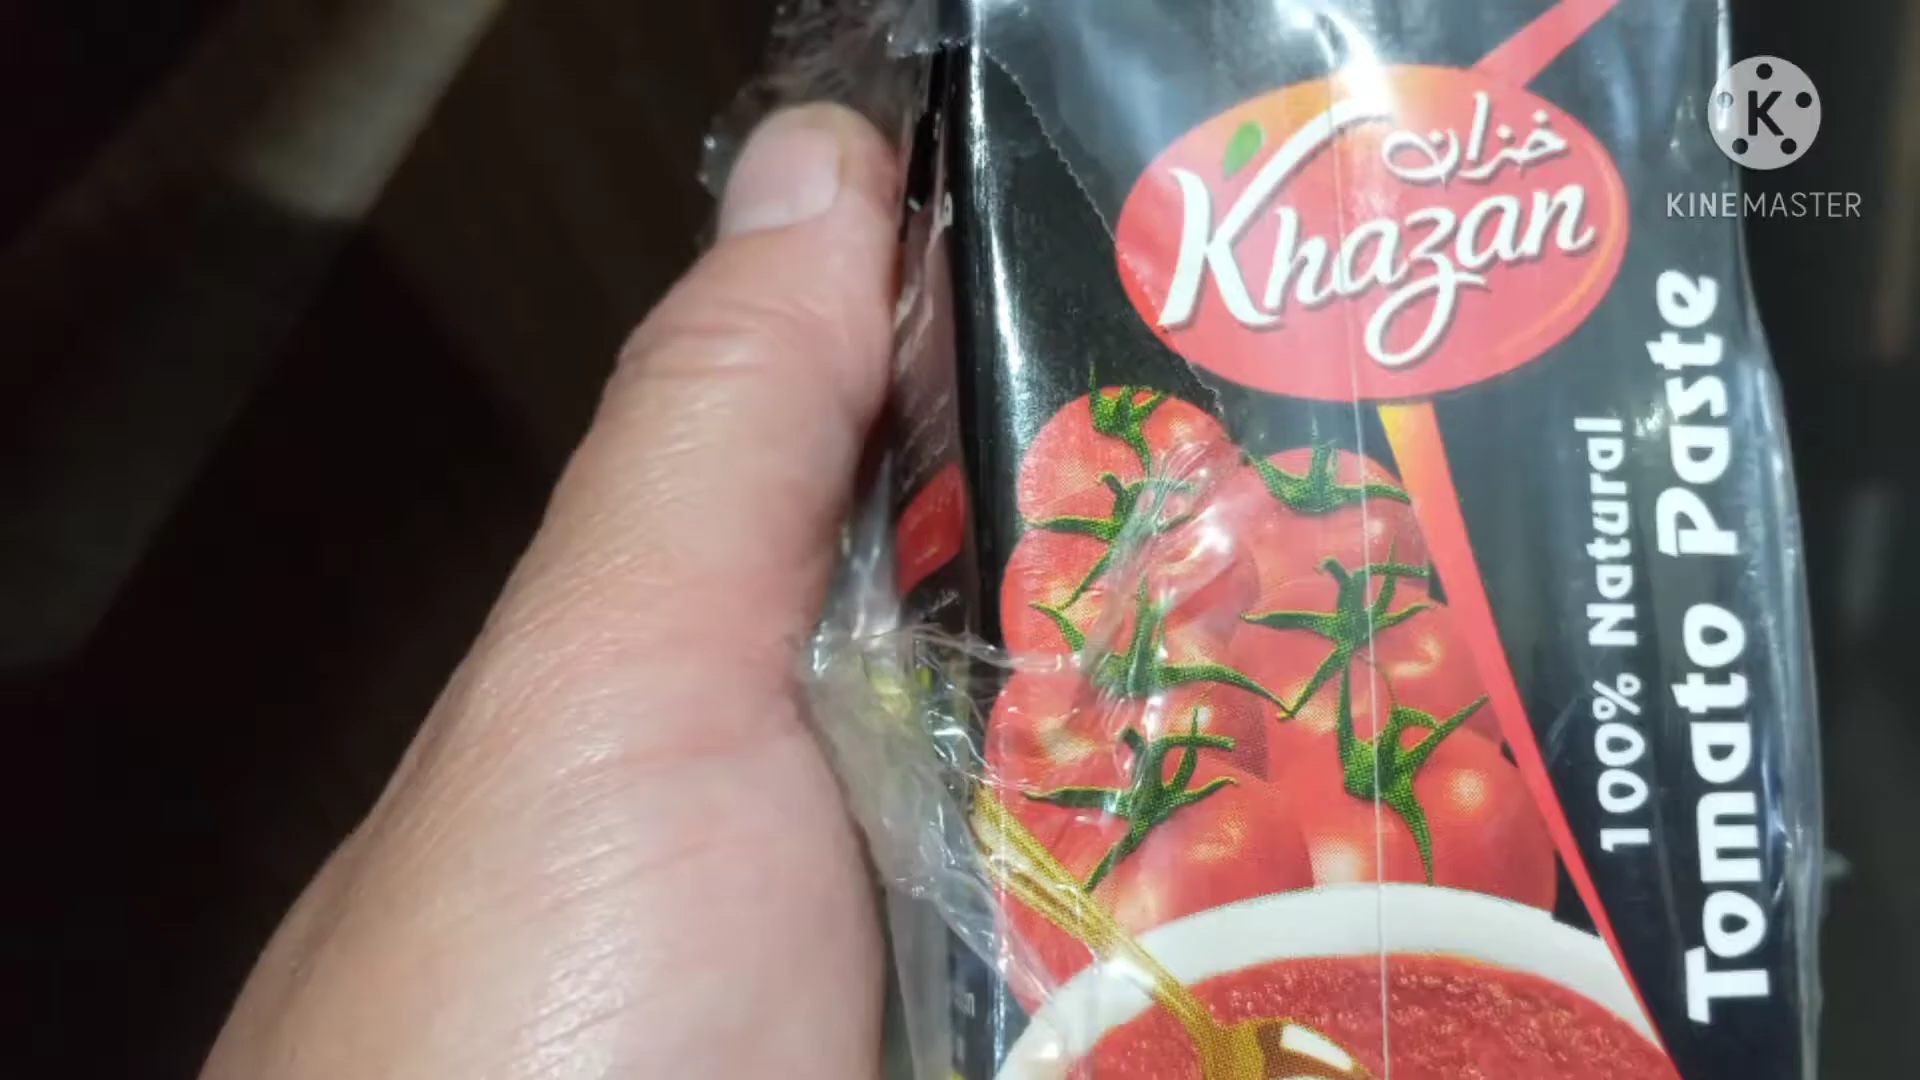 خزان
Khazan
100% Natural
Tomato Paste
K
KINEMASTER